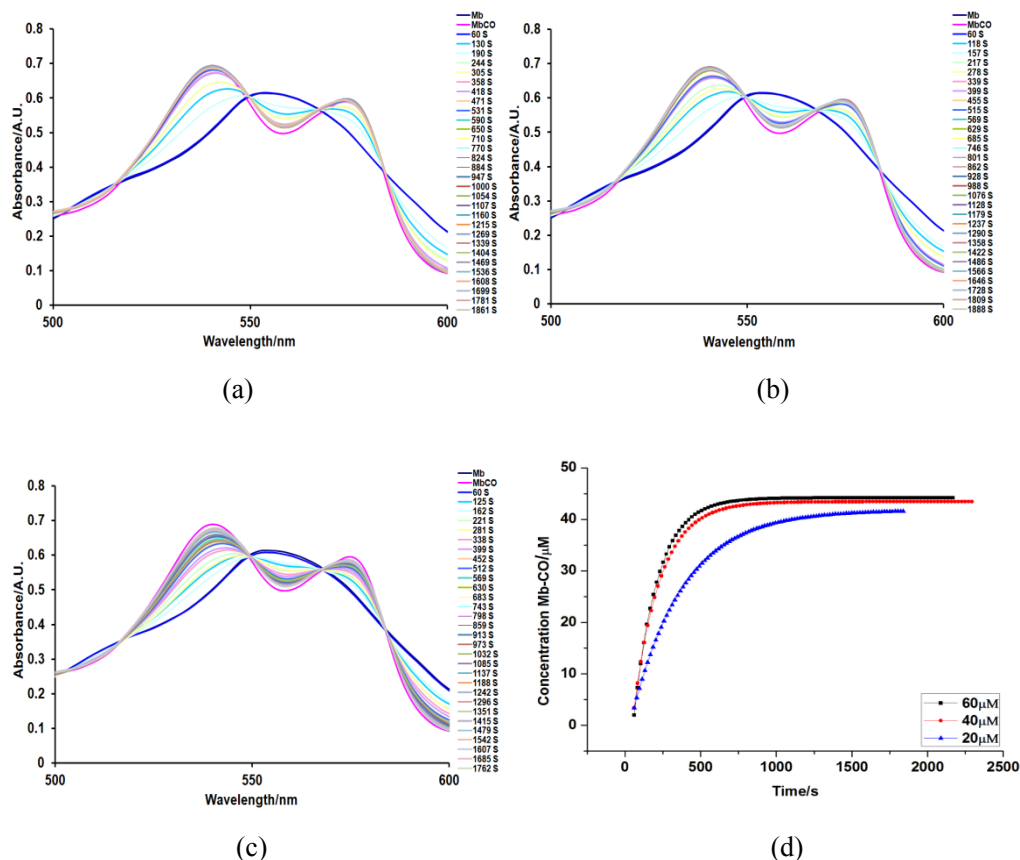 0.8
0.7
0.6
0.5
0.4
0.3
0.2
0.1
0
500
550
600
Absorbance/A.U.
Wavelength/nm
Mb
MbCO
60 S
130 S
190 S
244 S
305 S
358 S
418 S
471 S
531 S
590 S
650 S
710 S
770 S
824 S
884 S
947 S
1000 S
1054 S
1107 S
1160 S
1215 S
1269 S
1339 S
1404 S
1469 S
1536 S
1608 S
1699 S
1781 S
1861 S
(a)
0.8
0.7
0.6
0.5
0.4
0.3
0.2
0.1
0
500
550
600
Absorbance/A.U.
Wavelength/nm
Mb
MbCO
60 S
118 S
157 S
217 S
278 S
339 S
399 S
455 S
515 S
569 S
629 S
685 S
746 S
801 S
862 S
928 S
988 S
1076 S
1128 S
1179 S
1237 S
1290 S
1358 S
1422 S
1486 S
1566 S
1646 S
1728 S
1809 S
1888 S
(b)
0.8
0.7
0.6
0.5
0.4
0.3
0.2
0.1
0
500
550
600
Absorbance/A.U.
Wavelength/nm
Mb
MbCO
60 S
125 S
162 S
221 S
281 S
338 S
399 S
452 S
512 S
569 S
630 S
683 S
743 S
798 S
859 S
913 S
973 S
1032 S
1085 S
1137 S
1188 S
1242 S
1296 S
1351 S
1415 S
1479 S
1542 S
1607 S
1685 S
1762 S
(c)
50
40
30
20
10
0
0
500
1000
1500
2000
2500
Concentration Mb-CO/µM
Time/s
60µM
40µM
20µM
(d)